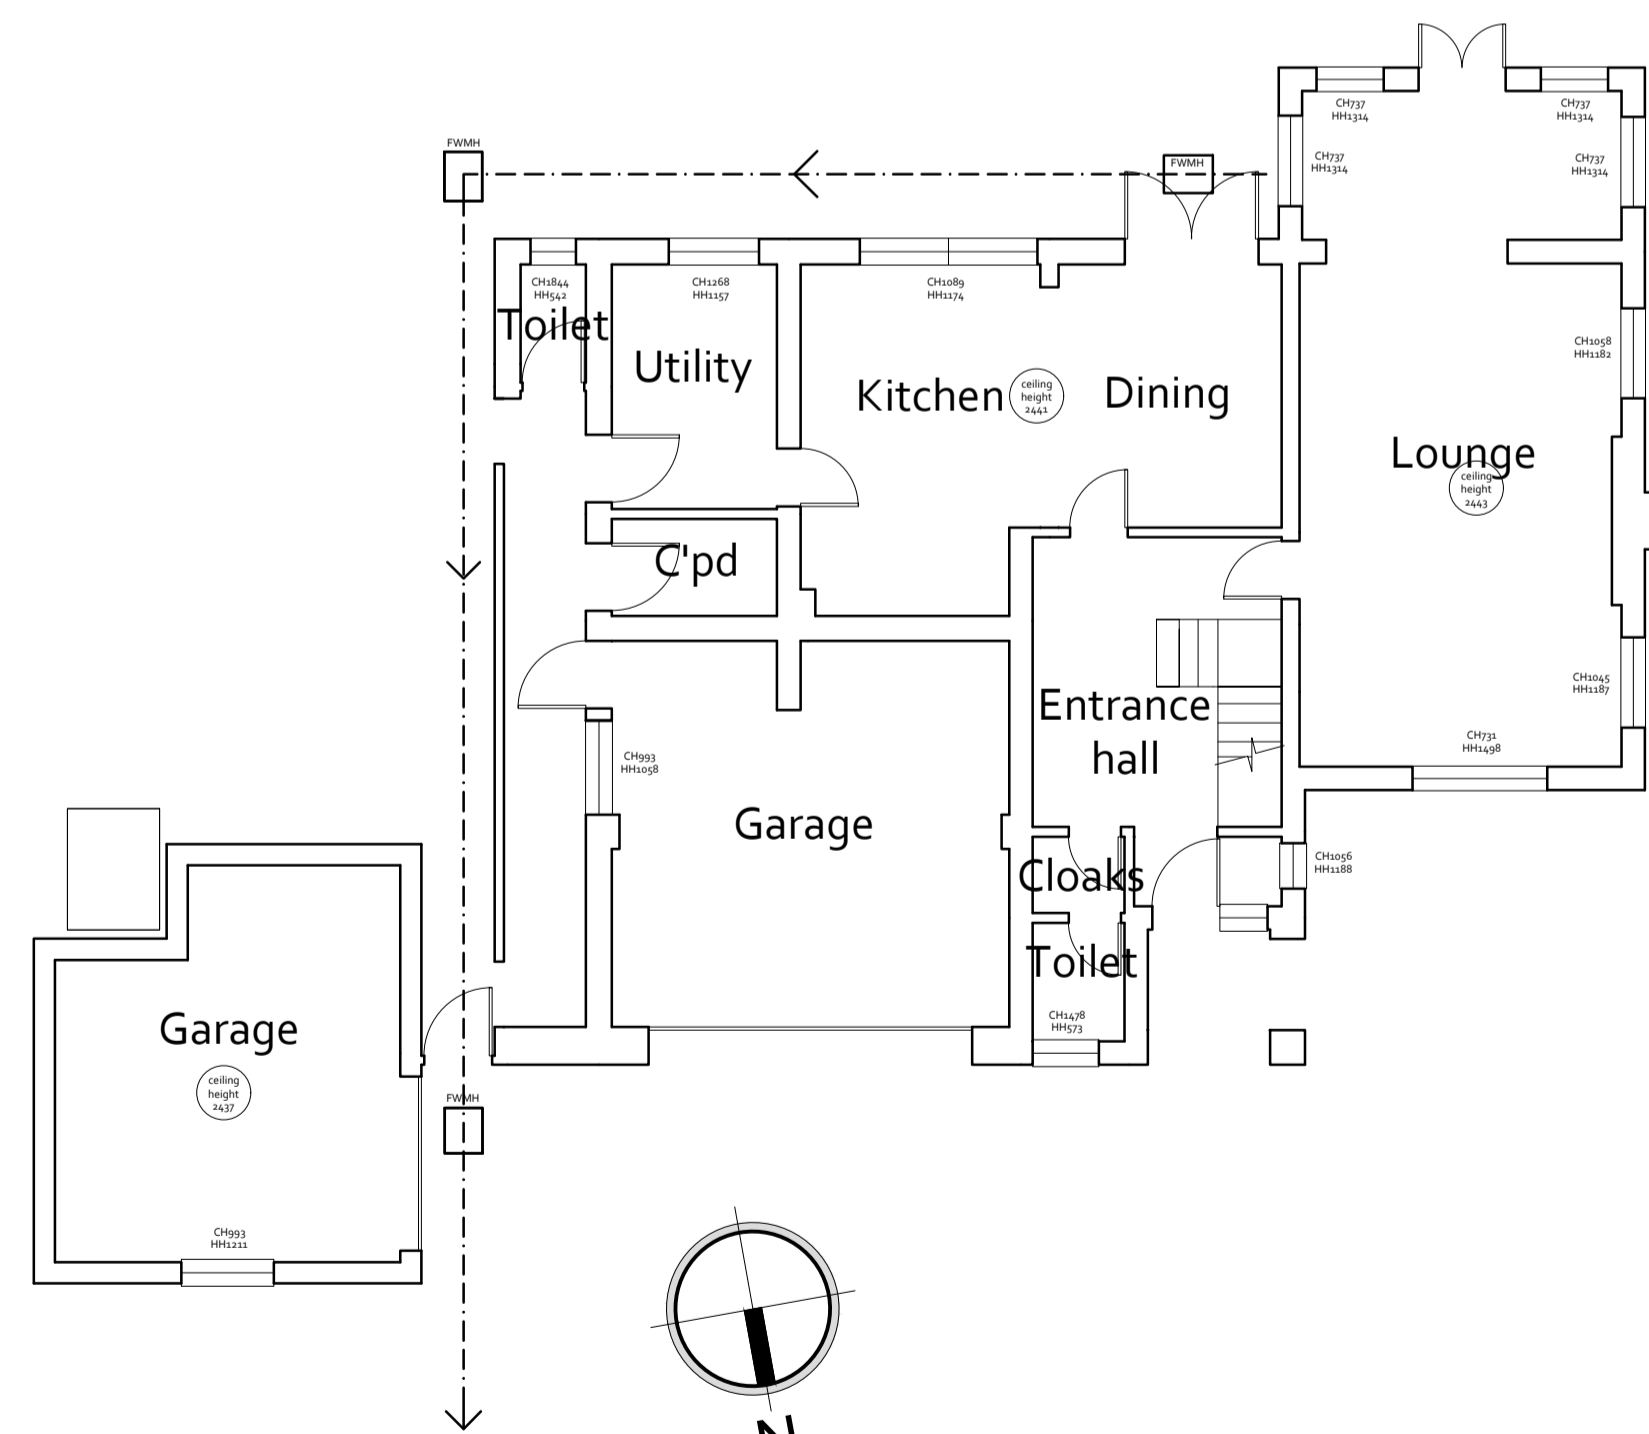 CH737
HH1314
CH737
HH1314
FWMH
FWMH
CH737
HH1314
CH737
HH1314
CH1844
HH542
Toilet
CH1268
HH1157
Utility
CH1089
HH1174
Kitchen
ceiling
height
2441
Dining
CH1058
HH1182
Lounge
ceiling
height
2443
C'pd
Entrance
hall
CH1045
HH1187
CH731
HH1498
CH993
HH1058
Garage
Cloaks
CH1056
HH1188
Toilet
CH1478
HH573
Garage
ceiling
height
2437
FWMH
CH993
HH1211
N